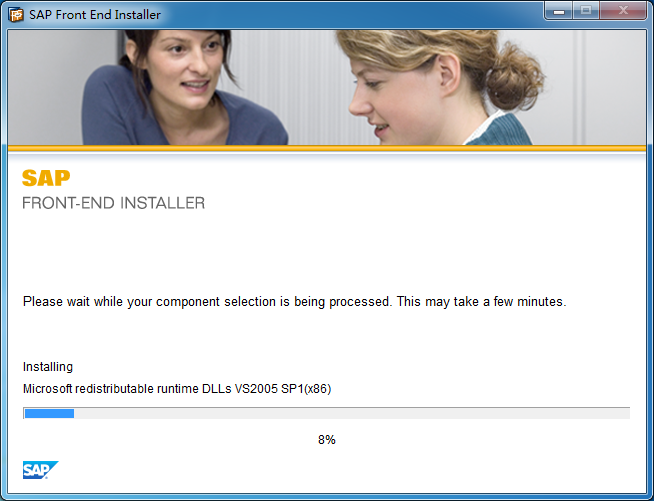 SAP Front End Installer
SAP
FRONT-END INSTALLER
Please wait while your component selection is being processed. This may take a few minutes.
Installing
Microsoft redistributable runtime DLLs VS2005 SP1(x86)
8%
SAP